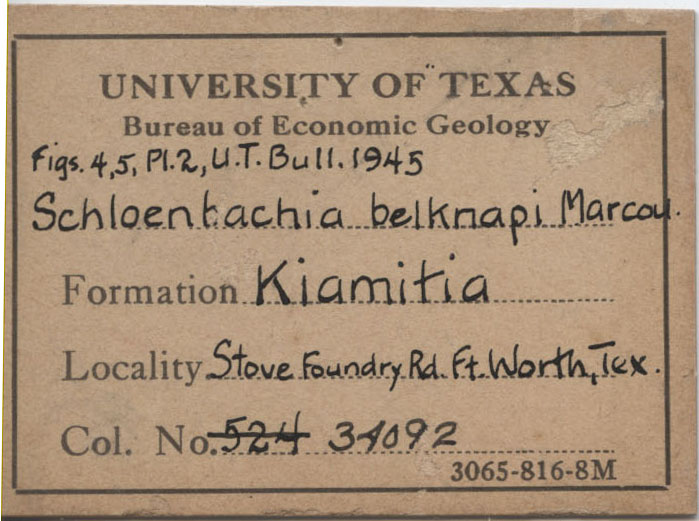 UNIVERSITY OF TEXAS
Bureau of Economic Geology
Figs. 4,5, Pl. 2, U.T. Bull. 1945
Schloenbachia belknapi Marcou.
Formation Kiamitia
Locality Stove Foundry Rd. Ft. Worth, Tex.
Col. No. 524 34092
3065-816-8M